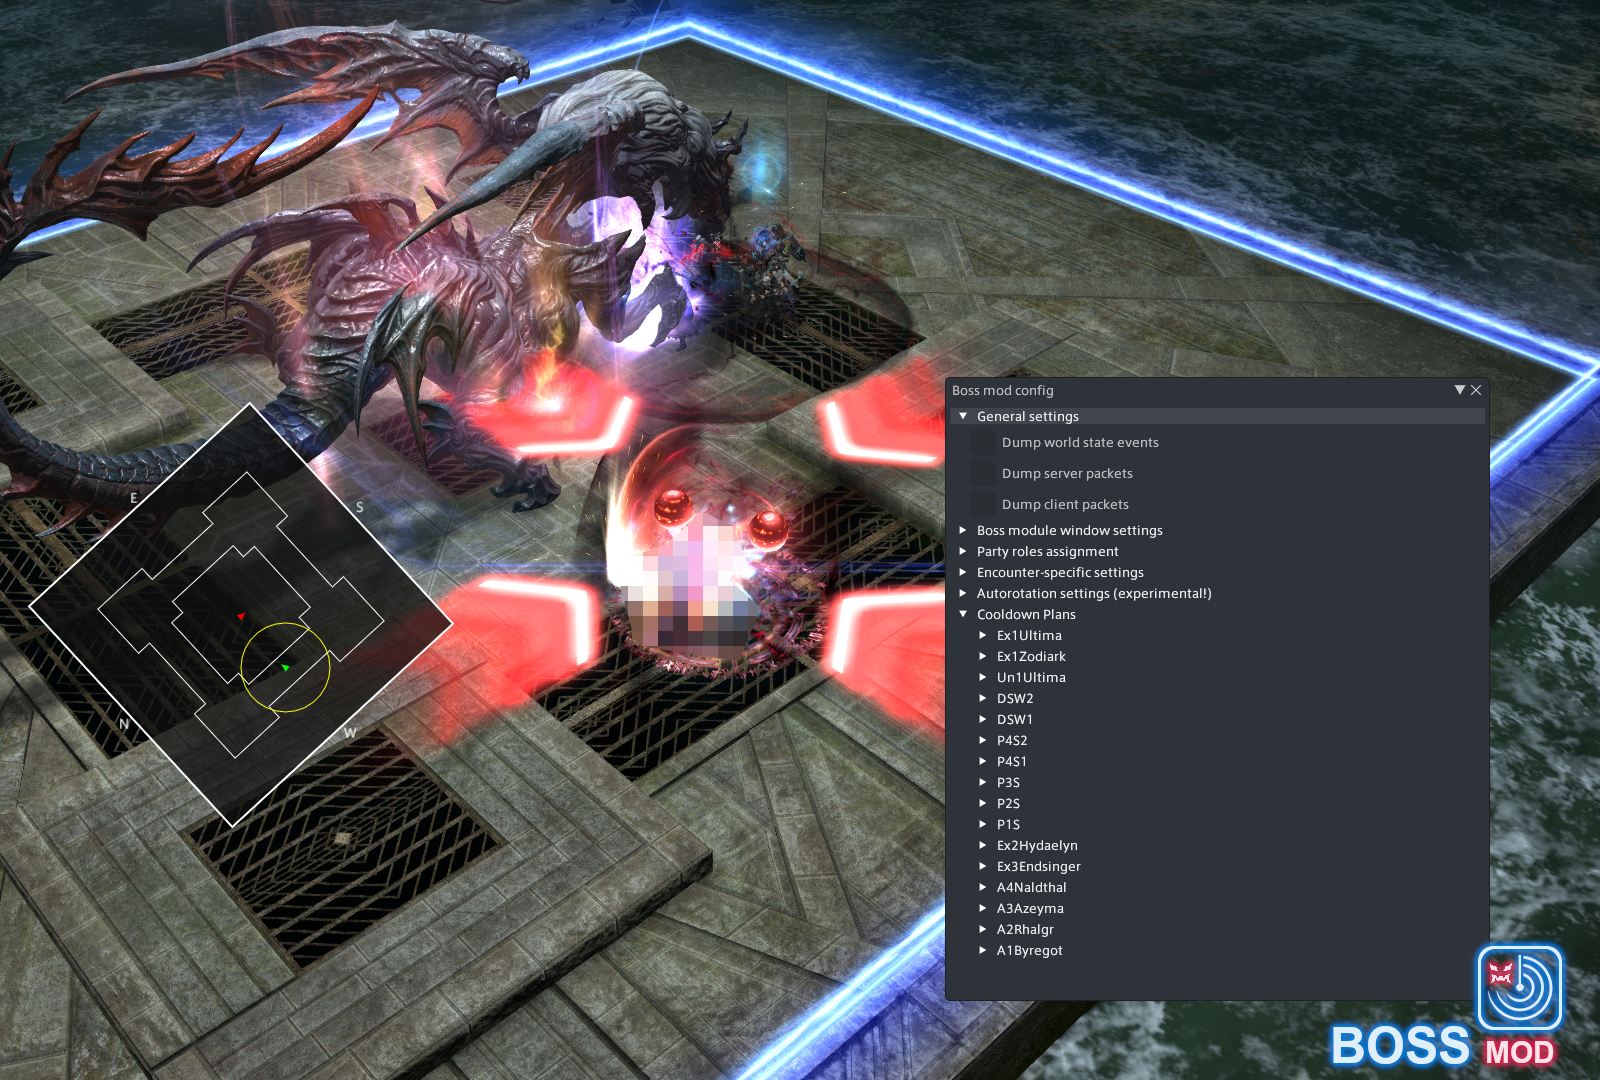 E
S
N
W
Boss mod config
General settings
Dump world state events
Dump server packets
Dump client packets
Boss module window settings
Party roles assignment
Encounter-specific settings
Autorotation settings (experimental!)
Cooldown Plans
Ex1Ultima
Ex1Zodiark
Un1Ultima
DSW2
DSW1
P4S2
P4S1
P3S
P2S
P1S
Ex2Hydaelyn
Ex3Endsinger
A4Naldthal
A3Azeyma
A2Rhalgr
A1Byregot
BOSS MOD